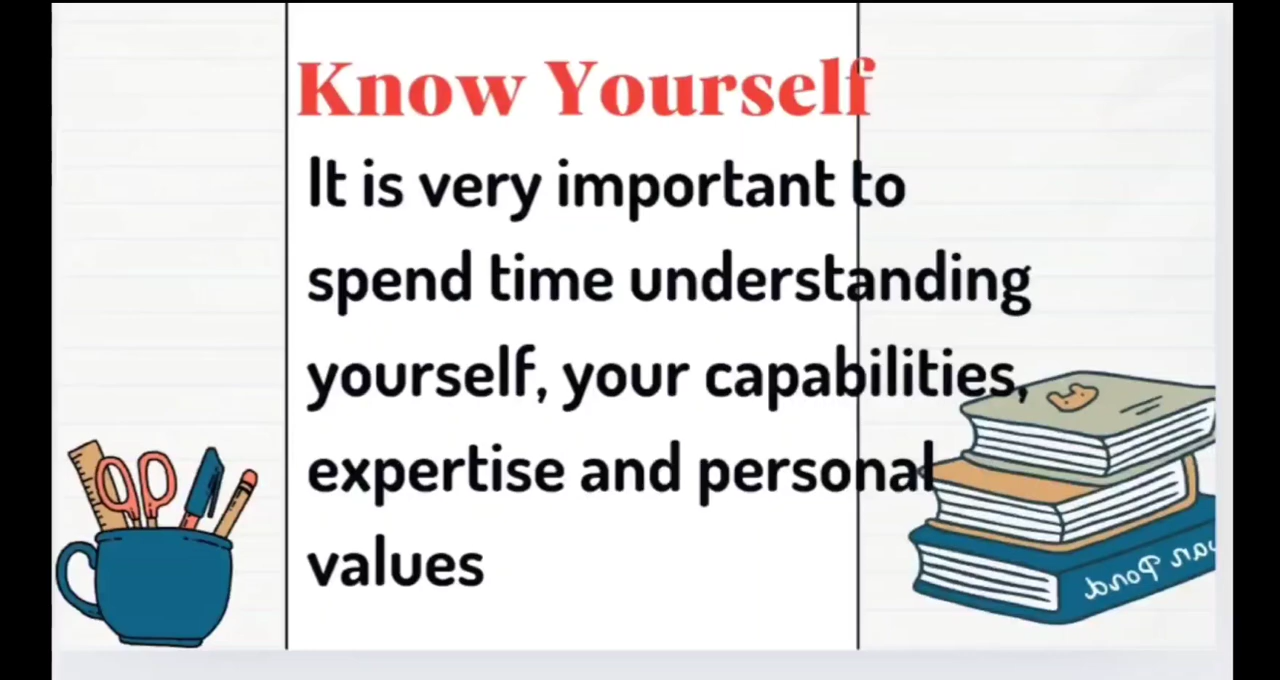 Know Yourself
It is very important to
spend time understanding
yourself, your capabilities,
expertise and personal
values